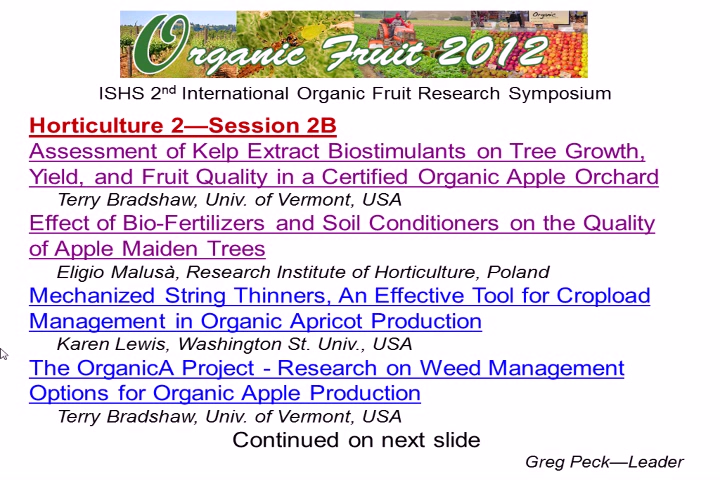 Organic Fruit 2012
Organic
ISHS 2nd International Organic Fruit Research Symposium
Horticulture 2—Session 2B
Assessment of Kelp Extract Biostimulants on Tree Growth,
Yield, and Fruit Quality in a Certified Organic Apple Orchard
Terry Bradshaw, Univ. of Vermont, USA
Effect of Bio-Fertilizers and Soil Conditioners on the Quality
of Apple Maiden Trees
Eligio Malusà, Research Institute of Horticulture, Poland
Mechanized String Thinners, An Effective Tool for Cropload
Management in Organic Apricot Production
Karen Lewis, Washington St. Univ., USA
The OrganicA Project - Research on Weed Management
Options for Organic Apple Production
Terry Bradshaw, Univ. of Vermont, USA
Continued on next slide
Greg Peck—Leader